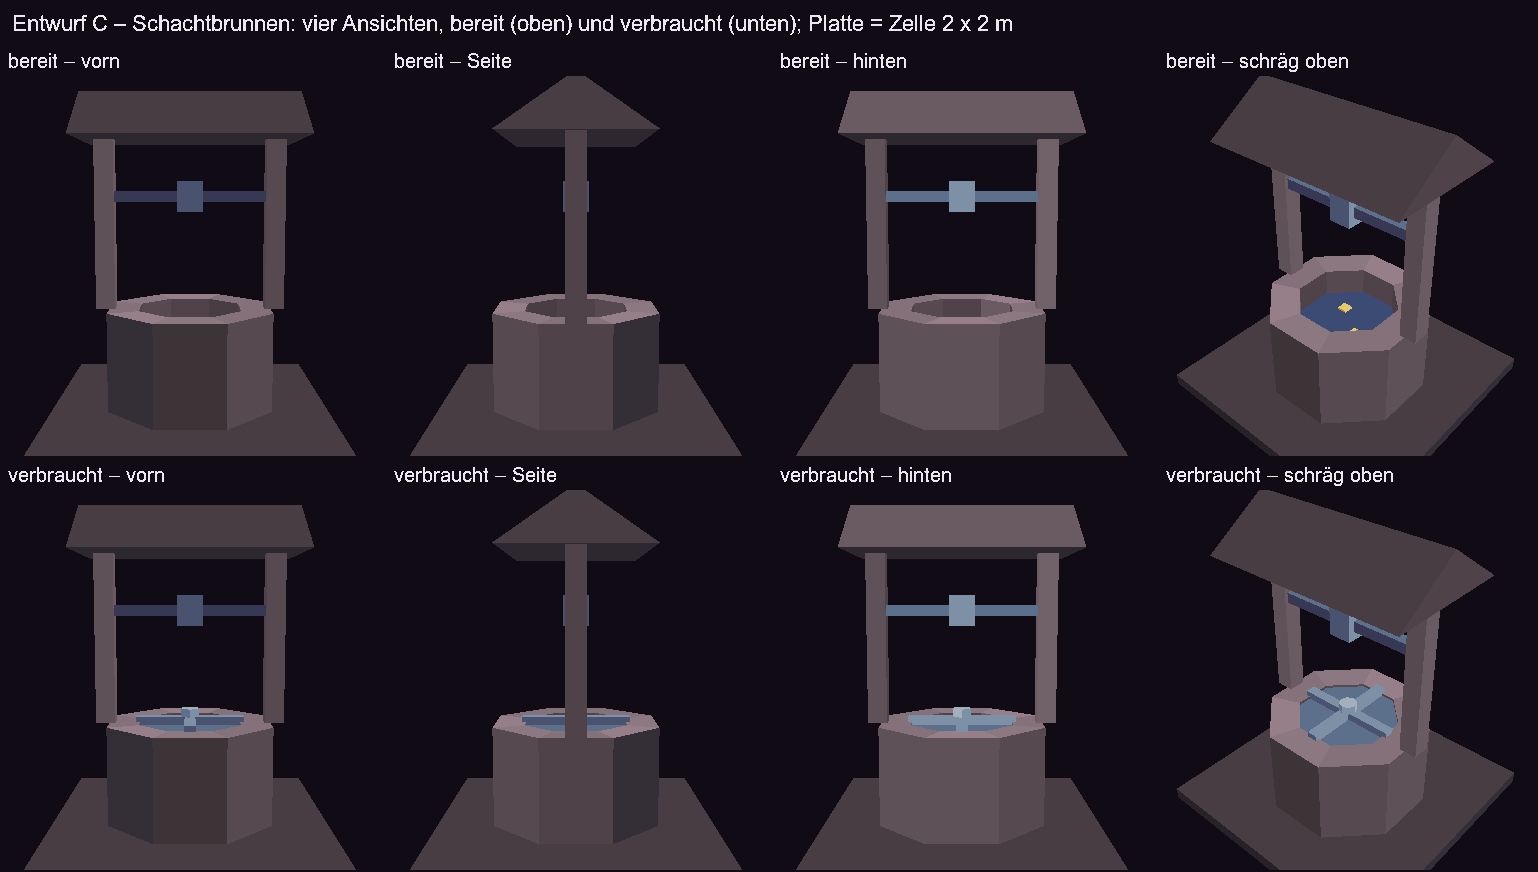 Entwurf C – Schachtbrunnen: vier Ansichten, bereit (oben) und verbraucht (unten); Platte = Zelle 2 x 2 m
bereit – vorn
bereit – Seite
bereit – hinten
bereit – schräg oben
verbraucht – vorn
verbraucht – Seite
verbraucht – hinten
verbraucht – schräg oben